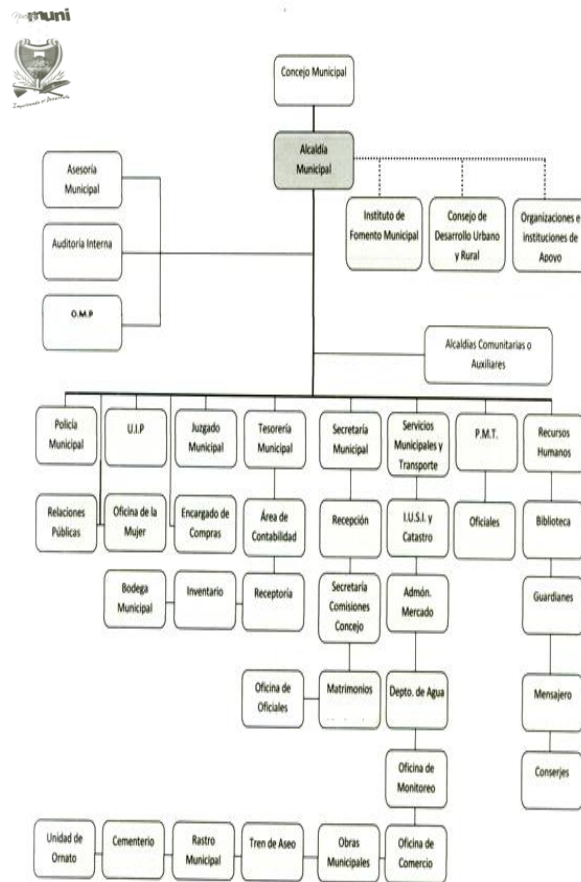 muni
Concejo Municipal
Alcaldía
Municipal
Asesoría
Municipal
Auditoría Interna
O.M.P
Instituto de
Fomento Municipal
Consejo de
Desarrollo Urbano
y Rural
Organizaciones e
instituciones de
Apoyo
Alcaldías Comunitarias o
Auxiliares
Policía
Municipal
U.I.P
Juzgado
Municipal
Tesorería
Municipal
Secretaría
Municipal
Servicios
Municipales y
Transporte
P.M.T.
Recursos
Humanos
Relaciones
Públicas
Oficina de la
Mujer
Encargado de
Compras
Área de
Contabilidad
Recepción
I.U.S.I. y
Catastro
Oficiales
Biblioteca
Bodega
Municipal
Inventario
Receptoría
Secretaría
Comisiones
Concejo
Admón.
Mercado
Guardianes
Oficina de
Oficiales
Matrimonios
Depto. de Agua
Mensajero
Oficina de
Monitoreo
Conserjes
Unidad de
Ornato
Cementerio
Rastro
Municipal
Tren de Aseo
Obras
Municipales
Oficina de
Comercio